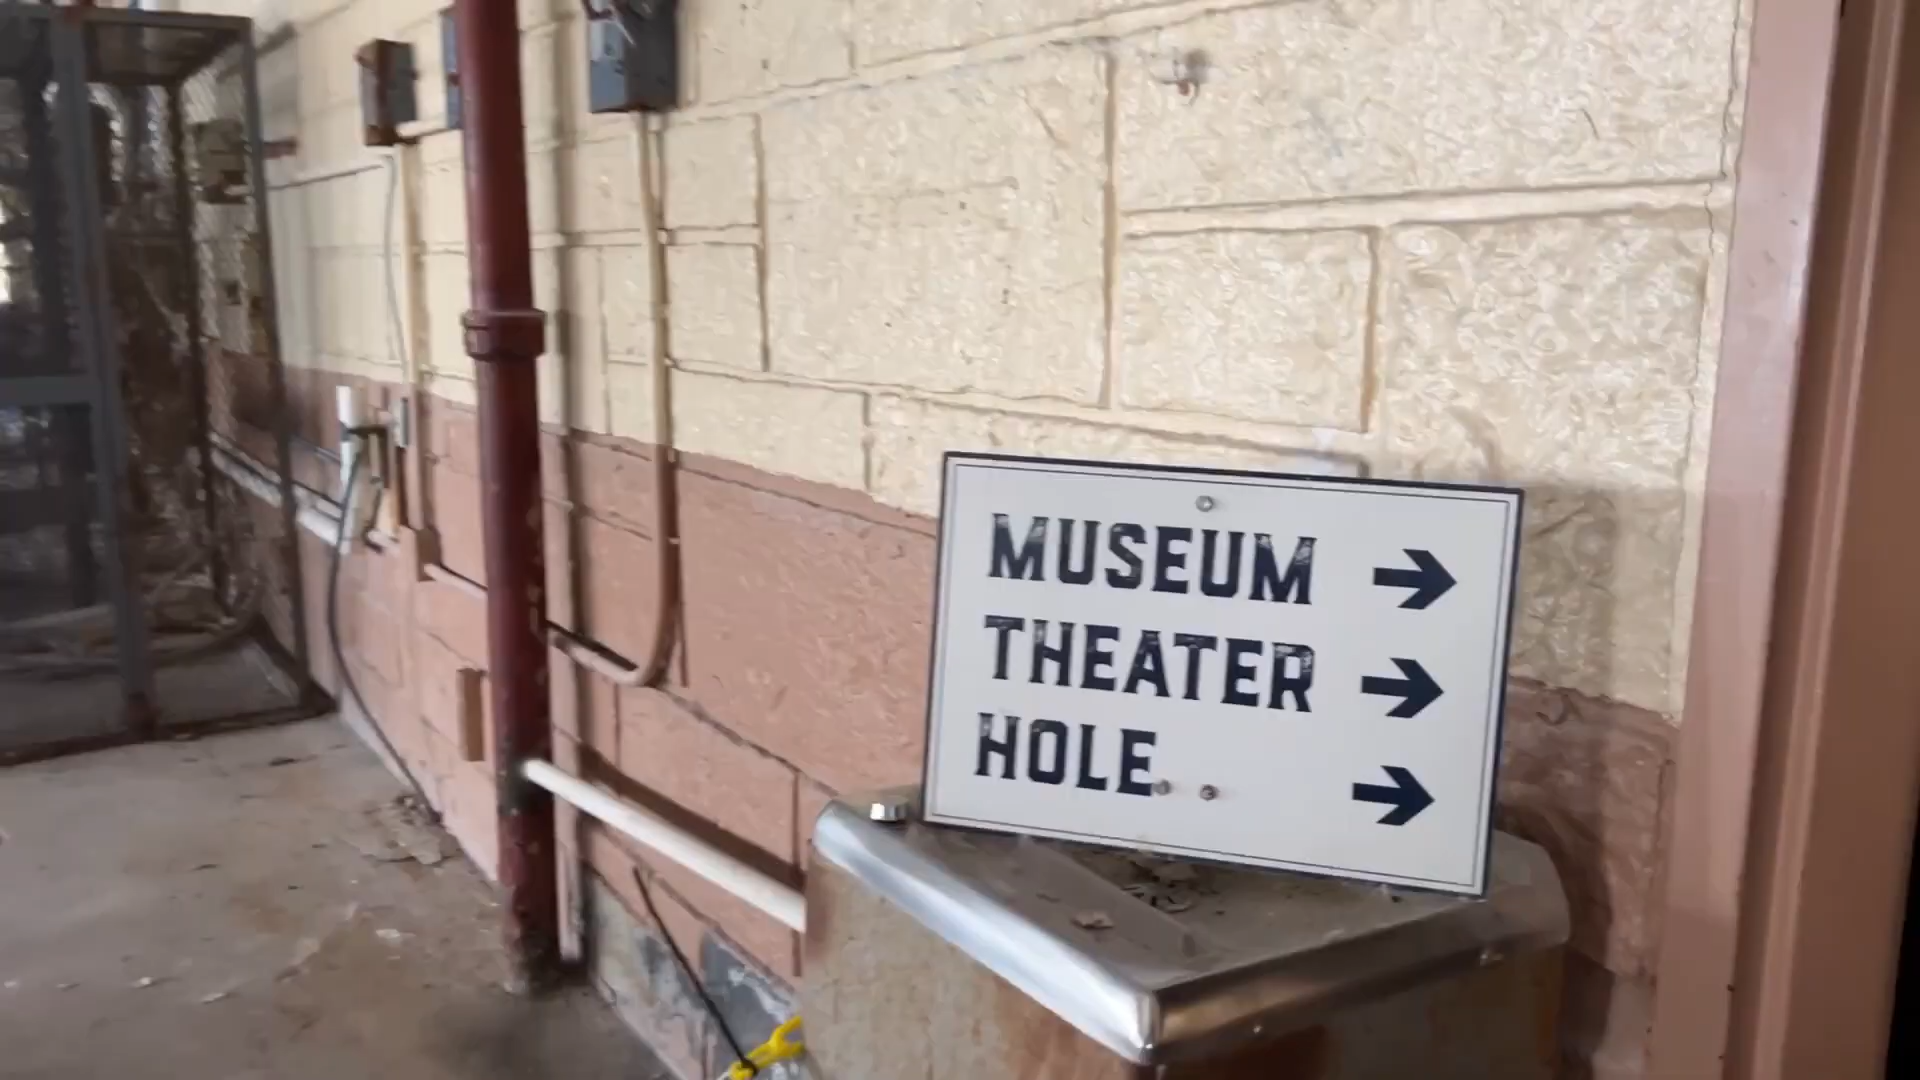 MUSEUM →
THEATER →
HOLE →